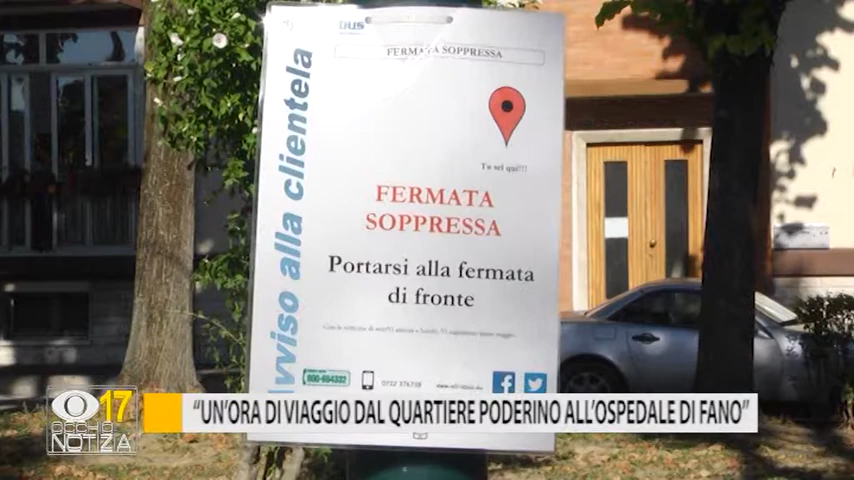 BUS
FERMATA SOPPRESSA
Avviso alla clientela
Tu sei qui!!!
FERMATA
SOPPRESSA
Portarsi alla fermata
di fronte
800-664332
0722 376738
OCCHIO
NOTIZIA
17
“UN’ORA DI VIAGGIO DAL QUARTIERE PODERINO ALL’OSPEDALE DI FANO”